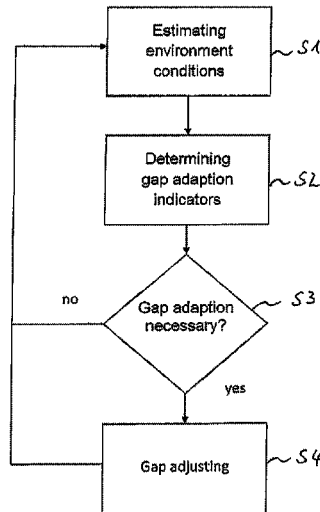 Estimating
environment
conditions
S1
Determining
gap adaption
indicators
S2
Gap adaption
necessary?
S3
no
yes
Gap adjusting
S4